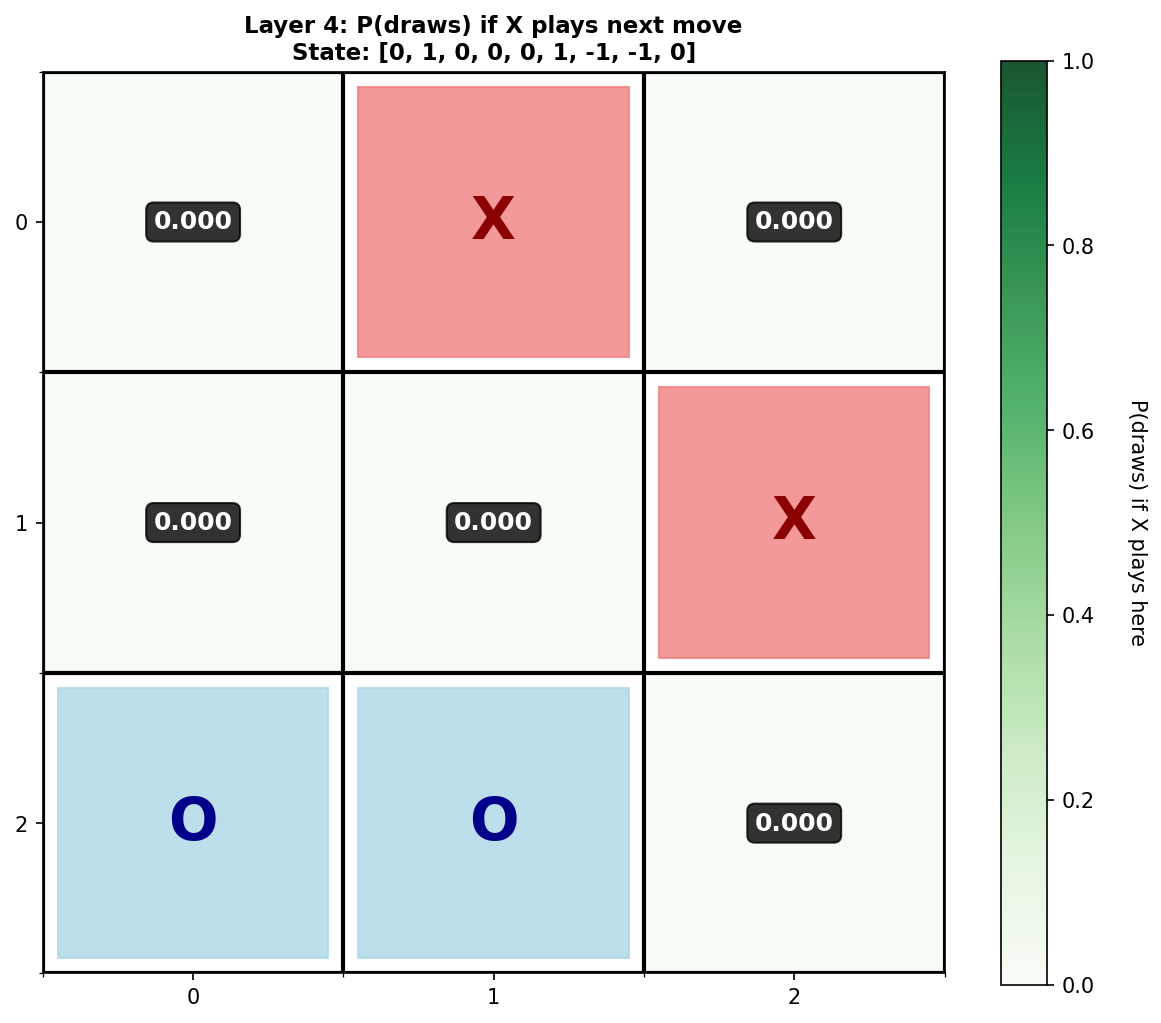 Layer 4: P(draws) if X plays next move
State: [0, 1, 0, 0, 0, 1, -1, -1, 0]
0
0.000
X
0.000
1
0.000
0.000
X
2
O
O
0.000
0
1
2
1.0
0.8
0.6
0.4
0.2
0.0
P(draws) if X plays here